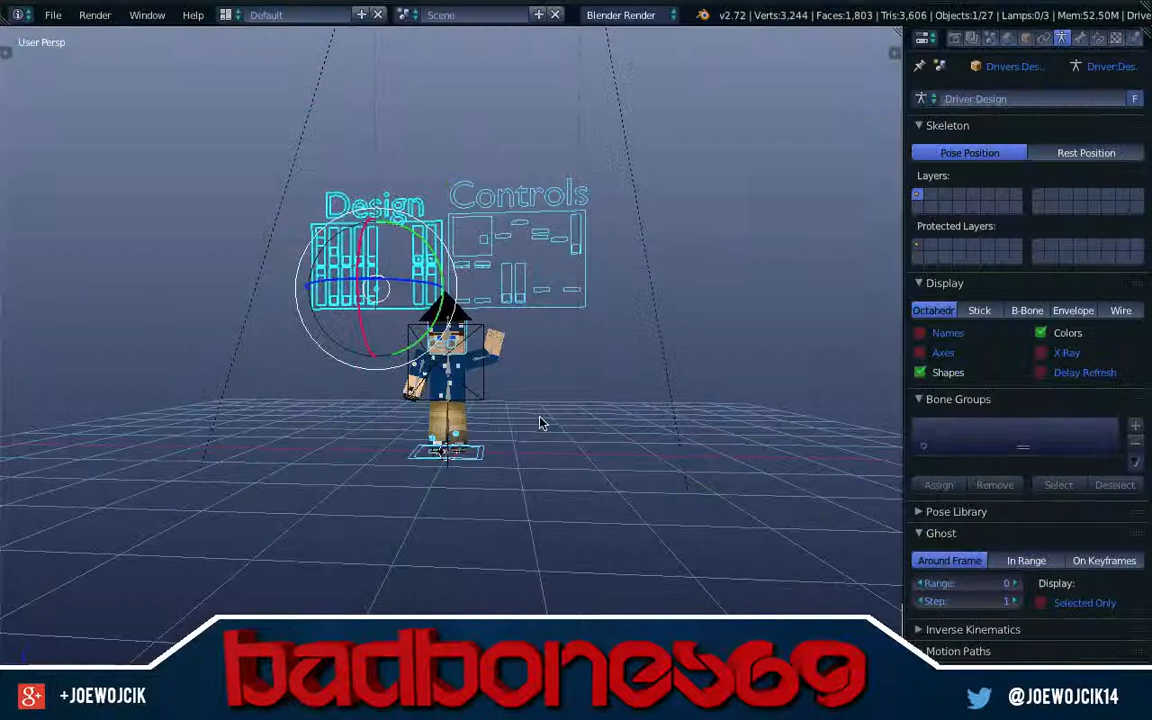 File Render Window Help Default Scene Blender Render v2.72 | Verts:3,244 | Faces:1,803 | Tris:3,606 | Objects:1/27 | Lamps:0/3 | Mem:52.50M | Drive
User Persp
Drivers:Des.. Driver:Des.
Driver:Design F
Skeleton
Pose Position Rest Position
Layers:
Protected Layers:
Display
Octahedr Stick B-Bone Envelope Wire
Names Colors
Axes X-Ray
Shapes Delay Refresh
Bone Groups
Assign Remove Select Deselect
Pose Library
Ghost
Around Frame In Range On Keyframes
Range: 0 Display:
Step: 1 Selected Only
Inverse Kinematics
Motion Paths
Design Controls
badbones69
g+ +JOEWOJCIK @JOEWOJCIK14